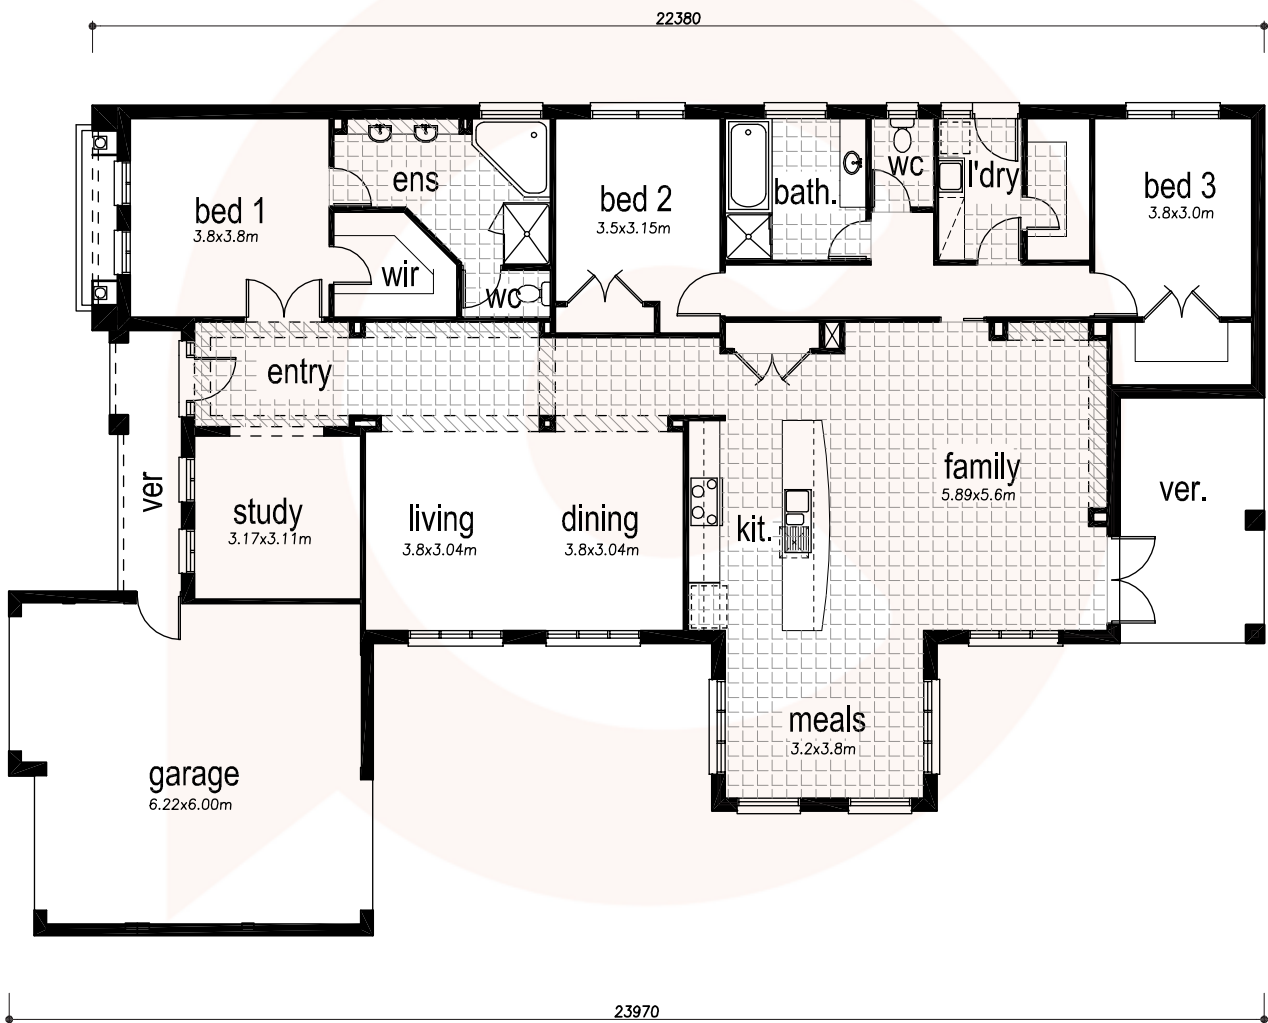 22380
bed 1
3.8x3.8m
ens
wir
wc
bed 2
3.5x3.15m
bath.
wc
l'dry
bed 3
3.8x3.0m
entry
ver
study
3.17x3.11m
living
3.8x3.04m
dining
3.8x3.04m
kit.
family
5.89x5.6m
ver.
meals
3.2x3.8m
garage
6.22x6.00m
23970